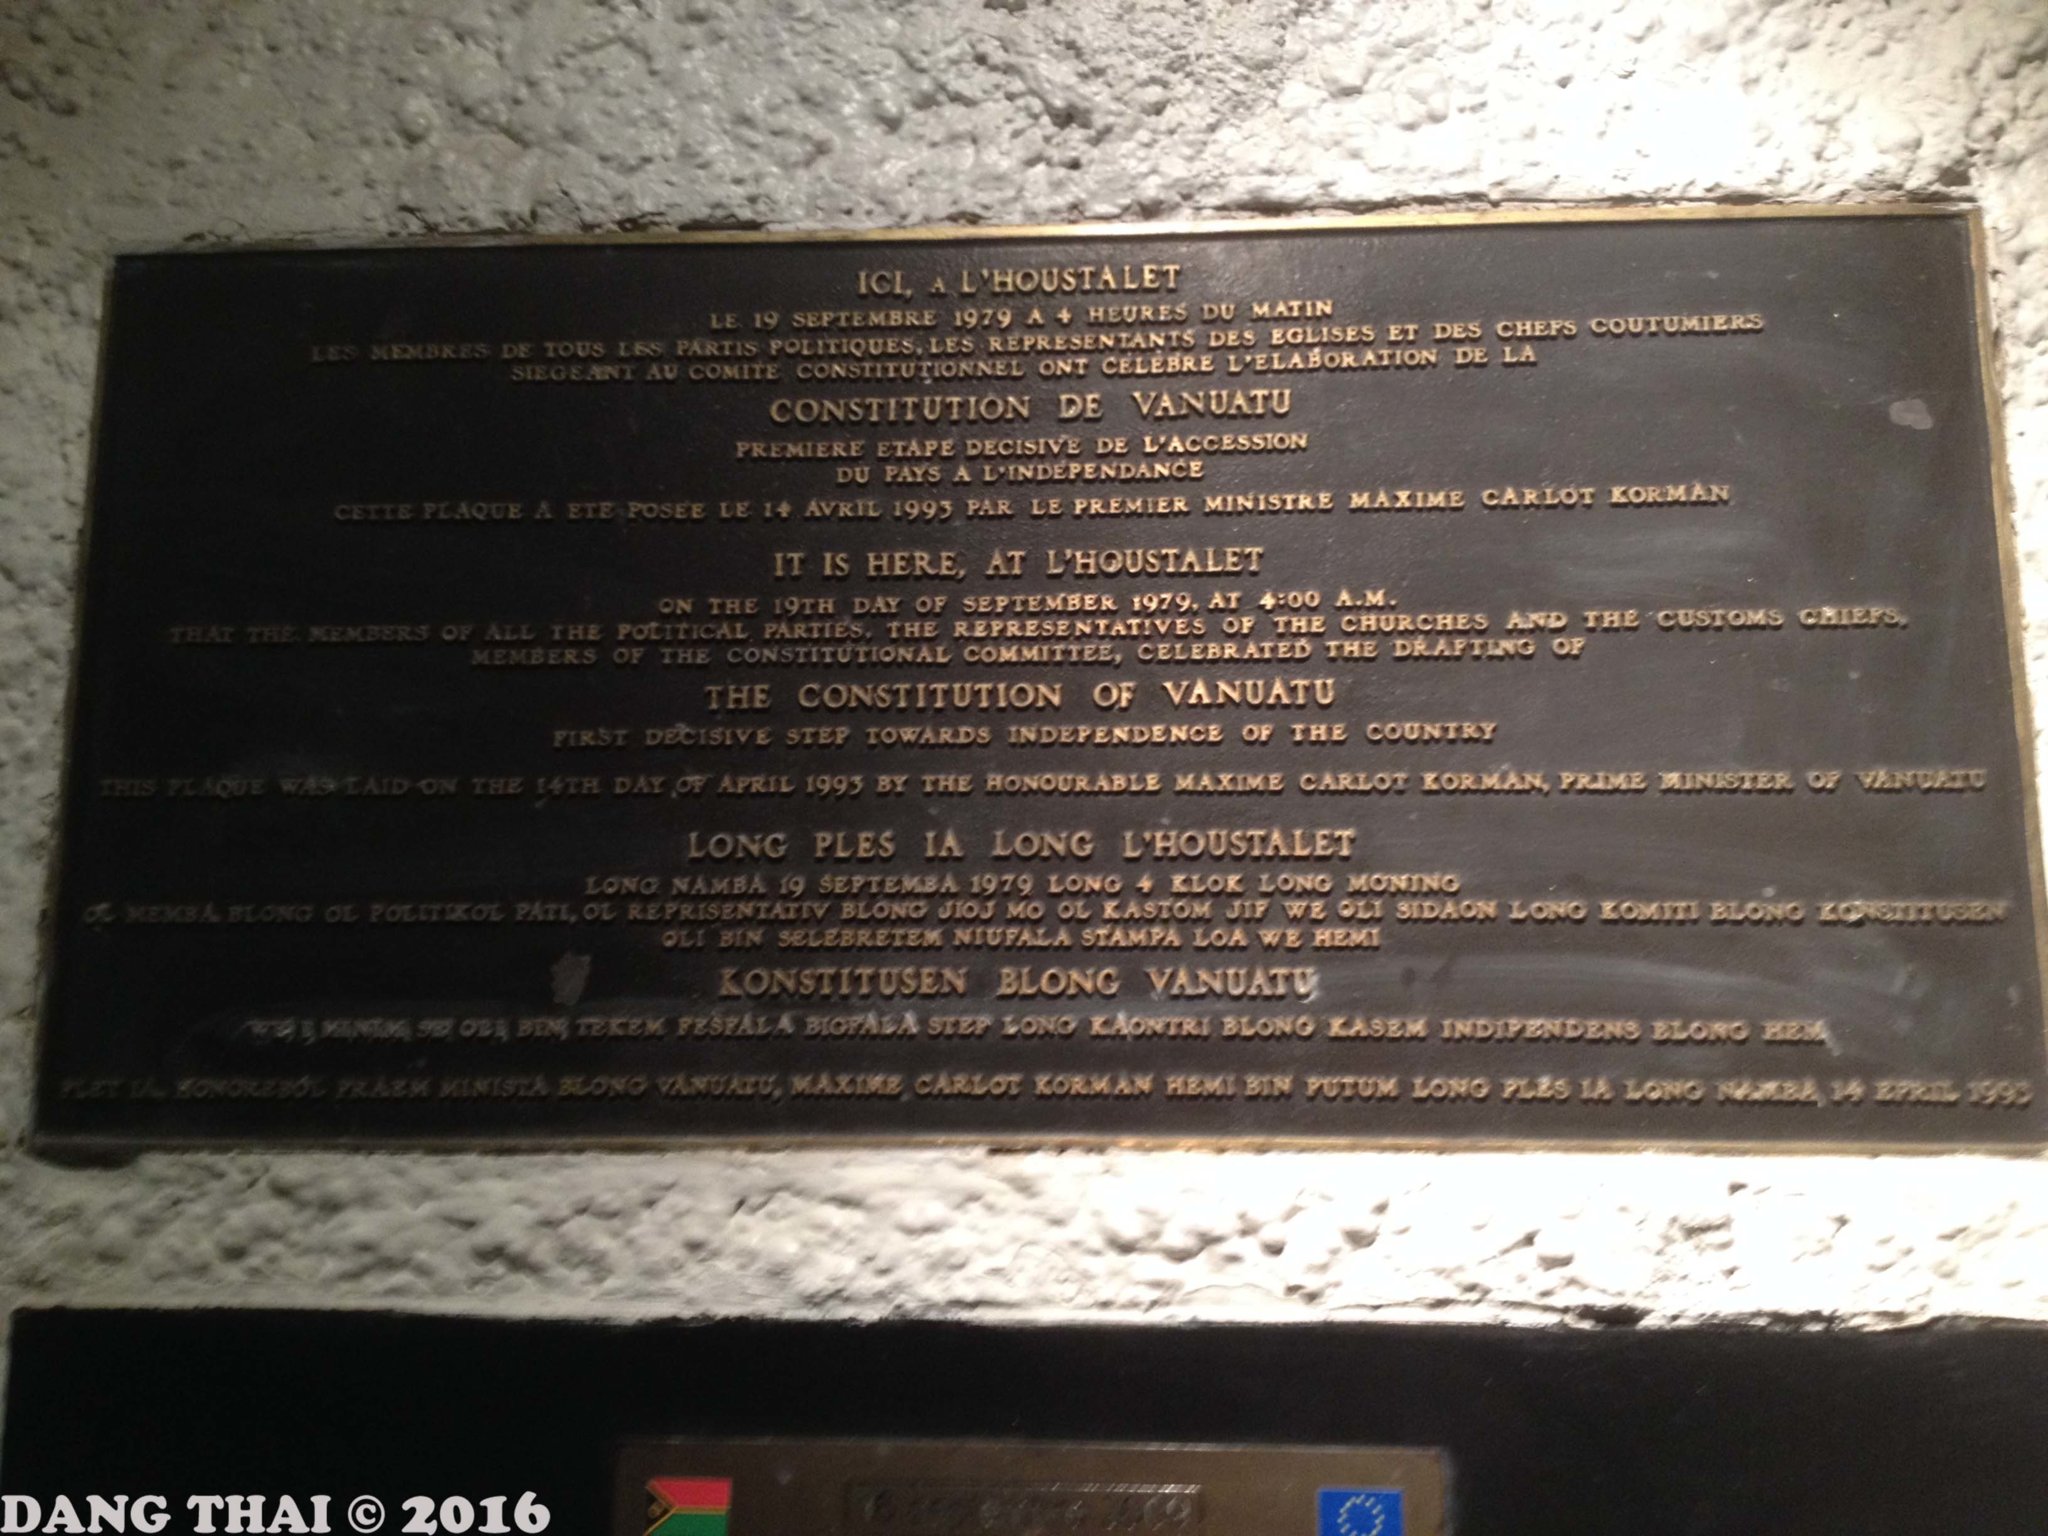 ICI, A L'HOUSTALET
LE 19 SEPTEMBRE 1979 A 4 HEURES DU MATIN
LES MEMBRES DE TOUS LES PARTIS POLITIQUES, LES REPRESENTANTS DES EGLISES ET DES CHEFS COUTUMIERS
SIEGEANT AU COMITE CONSTITUTIONNEL ONT CELEBRE L'ELABORATION DE LA
CONSTITUTION DE VANUATU
PREMIERE ETAPE DECISIVE DE L'ACCESSION
DU PAYS A L'INDEPENDANCE
CETTE PLAQUE A ETE POSEE LE 14 AVRIL 1993 PAR LE PREMIER MINISTRE MAXIME CARLOT KORMAN
IT IS HERE, AT L'HOUSTALET
ON THE 19TH DAY OF SEPTEMBER 1979, AT 4:00 A.M.
THAT THE MEMBERS OF ALL THE POLITICAL PARTIES, THE REPRESENTATIVES OF THE CHURCHES AND THE CUSTOMS CHIEFS,
MEMBERS OF THE CONSTITUTIONAL COMMITTEE, CELEBRATED THE DRAFTING OF
THE CONSTITUTION OF VANUATU
FIRST DECISIVE STEP TOWARDS INDEPENDENCE OF THE COUNTRY
THIS PLAQUE WAS LAID ON THE 14TH DAY OF APRIL 1993 BY THE HONOURABLE MAXIME CARLOT KORMAN, PRIME MINISTER OF VANUATU
LONG PLES IA LONG L'HOUSTALET
LONG NAMBA 19 SEPTEMBA 1979 LONG 4 KLOK LONG MONING
OL MEMBA BLONG OL POLITIKOL PATI, OL REPRISENTATIV BLONG JIOJ MO OL KASTOM JIF WE OLI SIDAON LONG KOMITI BLONG KONSTITUSEN
OLI BIN SELEBRETEM NIUFALA STAMPA LOA WE HEMI
KONSTITUSEN BLONG VANUATU
WE I MINIM SE OLI BIN TEKEM FESFALA BIGFALA STEP LONG KAONTRI BLONG KASEM INDIPENDENS BLONG HEM
PLET IA, HONOREBOL PRAEM MINISTA BLONG VANUATU, MAXIME CARLOT KORMAN HEMI BIN PUTUM LONG PLES IA LONG NAMBA 14 EPRIL 1993
DANG THAI © 2016